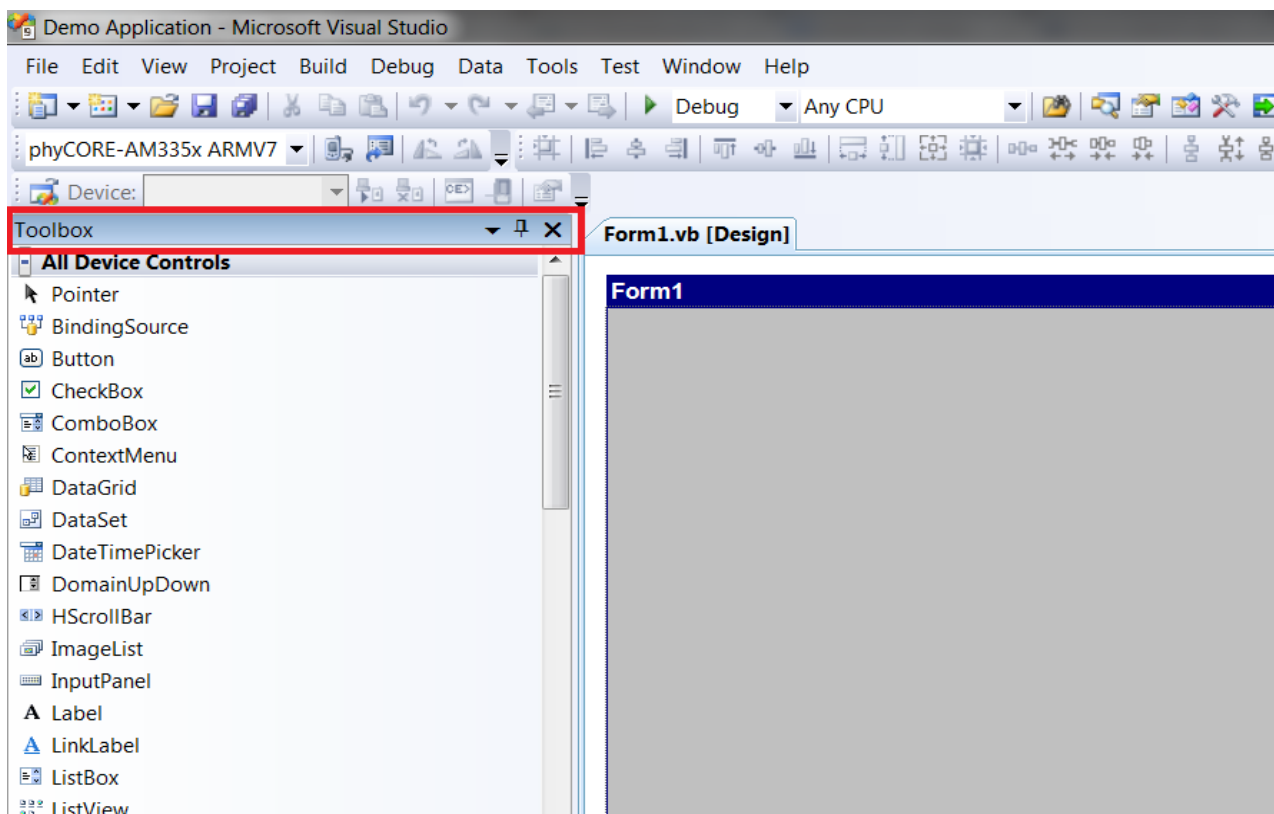 Demo Application - Microsoft Visual Studio
File Edit View Project Build Debug Data Tools Test Window Help
Debug Any CPU
phyCORE-AM335x ARMV7
Device:
Toolbox
Form1.vb [Design]
All Device Controls
Form1
Pointer
BindingSource
Button
CheckBox
ComboBox
ContextMenu
DataGrid
DataSet
DateTimePicker
DomainUpDown
HScrollBar
ImageList
InputPanel
A Label
A LinkLabel
ListBox
ListView